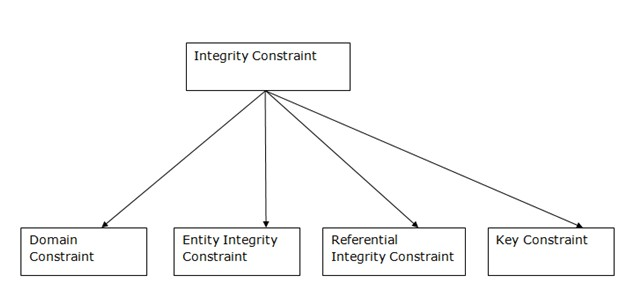 Integrity Constraint
Domain
Constraint
Entity Integrity
Constraint
Referential
Integrity Constraint
Key Constraint